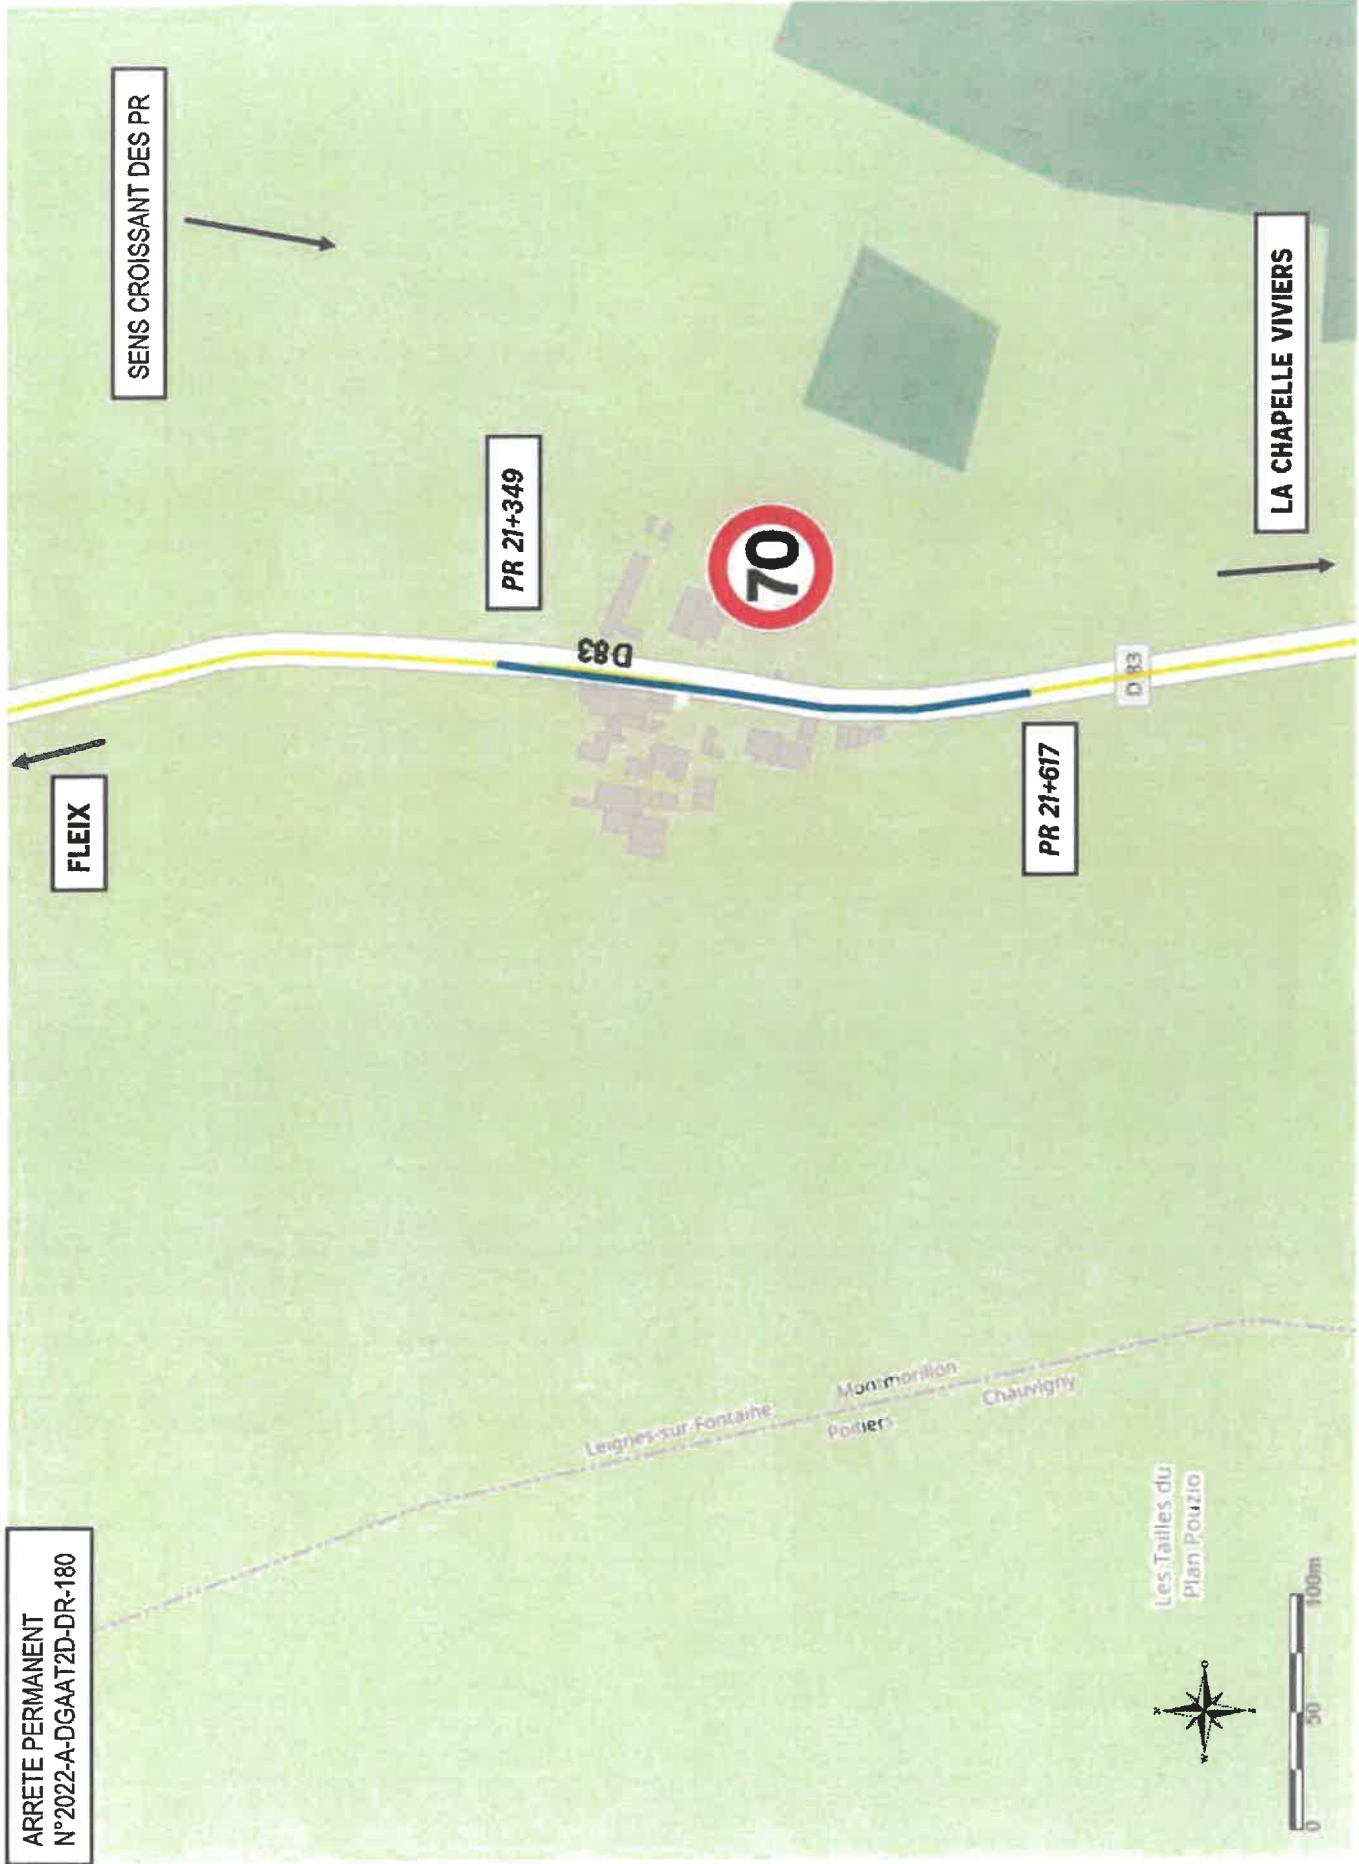 ARRETE PERMANENT
N°2022-A-DGAAT2D-DR-180
FLEIX
SENS CROISSANT DES PR
PR 21+349
D83
70
D 83
PR 21+617
LA CHAPELLE VIVIERS
Leignes-sur-Fontaine
Montmorillon
Poitiers
Chauvigny
Les Tailles du
Plan Pouzio
N
W
0
50
100m